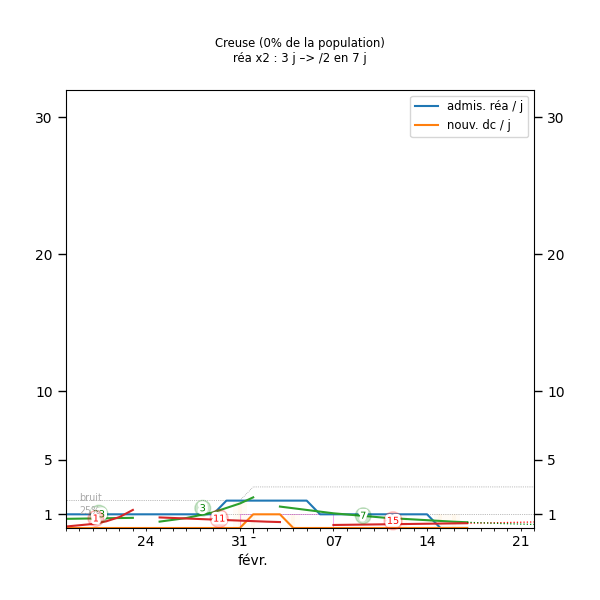 Creuse (0% de la population)
réa x2 : 3 j –> /2 en 7 j
admis. réa / j
nouv. dc / j
30 30
20 20
10 10
5 5
bruit
1 1
3 11 7 15
24 31 07 14 21
févr.